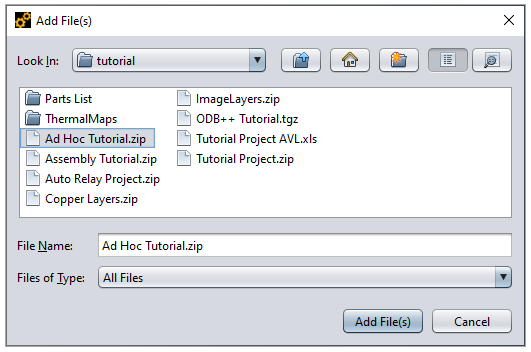 Add File(s)
Look In: tutorial
Parts List
ThermalMaps
Ad Hoc Tutorial.zip
Assembly Tutorial.zip
Auto Relay Project.zip
Copper Layers.zip
ImageLayers.zip
ODB++ Tutorial.tgz
Tutorial Project AVL.xls
Tutorial Project.zip
File Name: Ad Hoc Tutorial.zip
Files of Type: All Files
Add File(s) Cancel